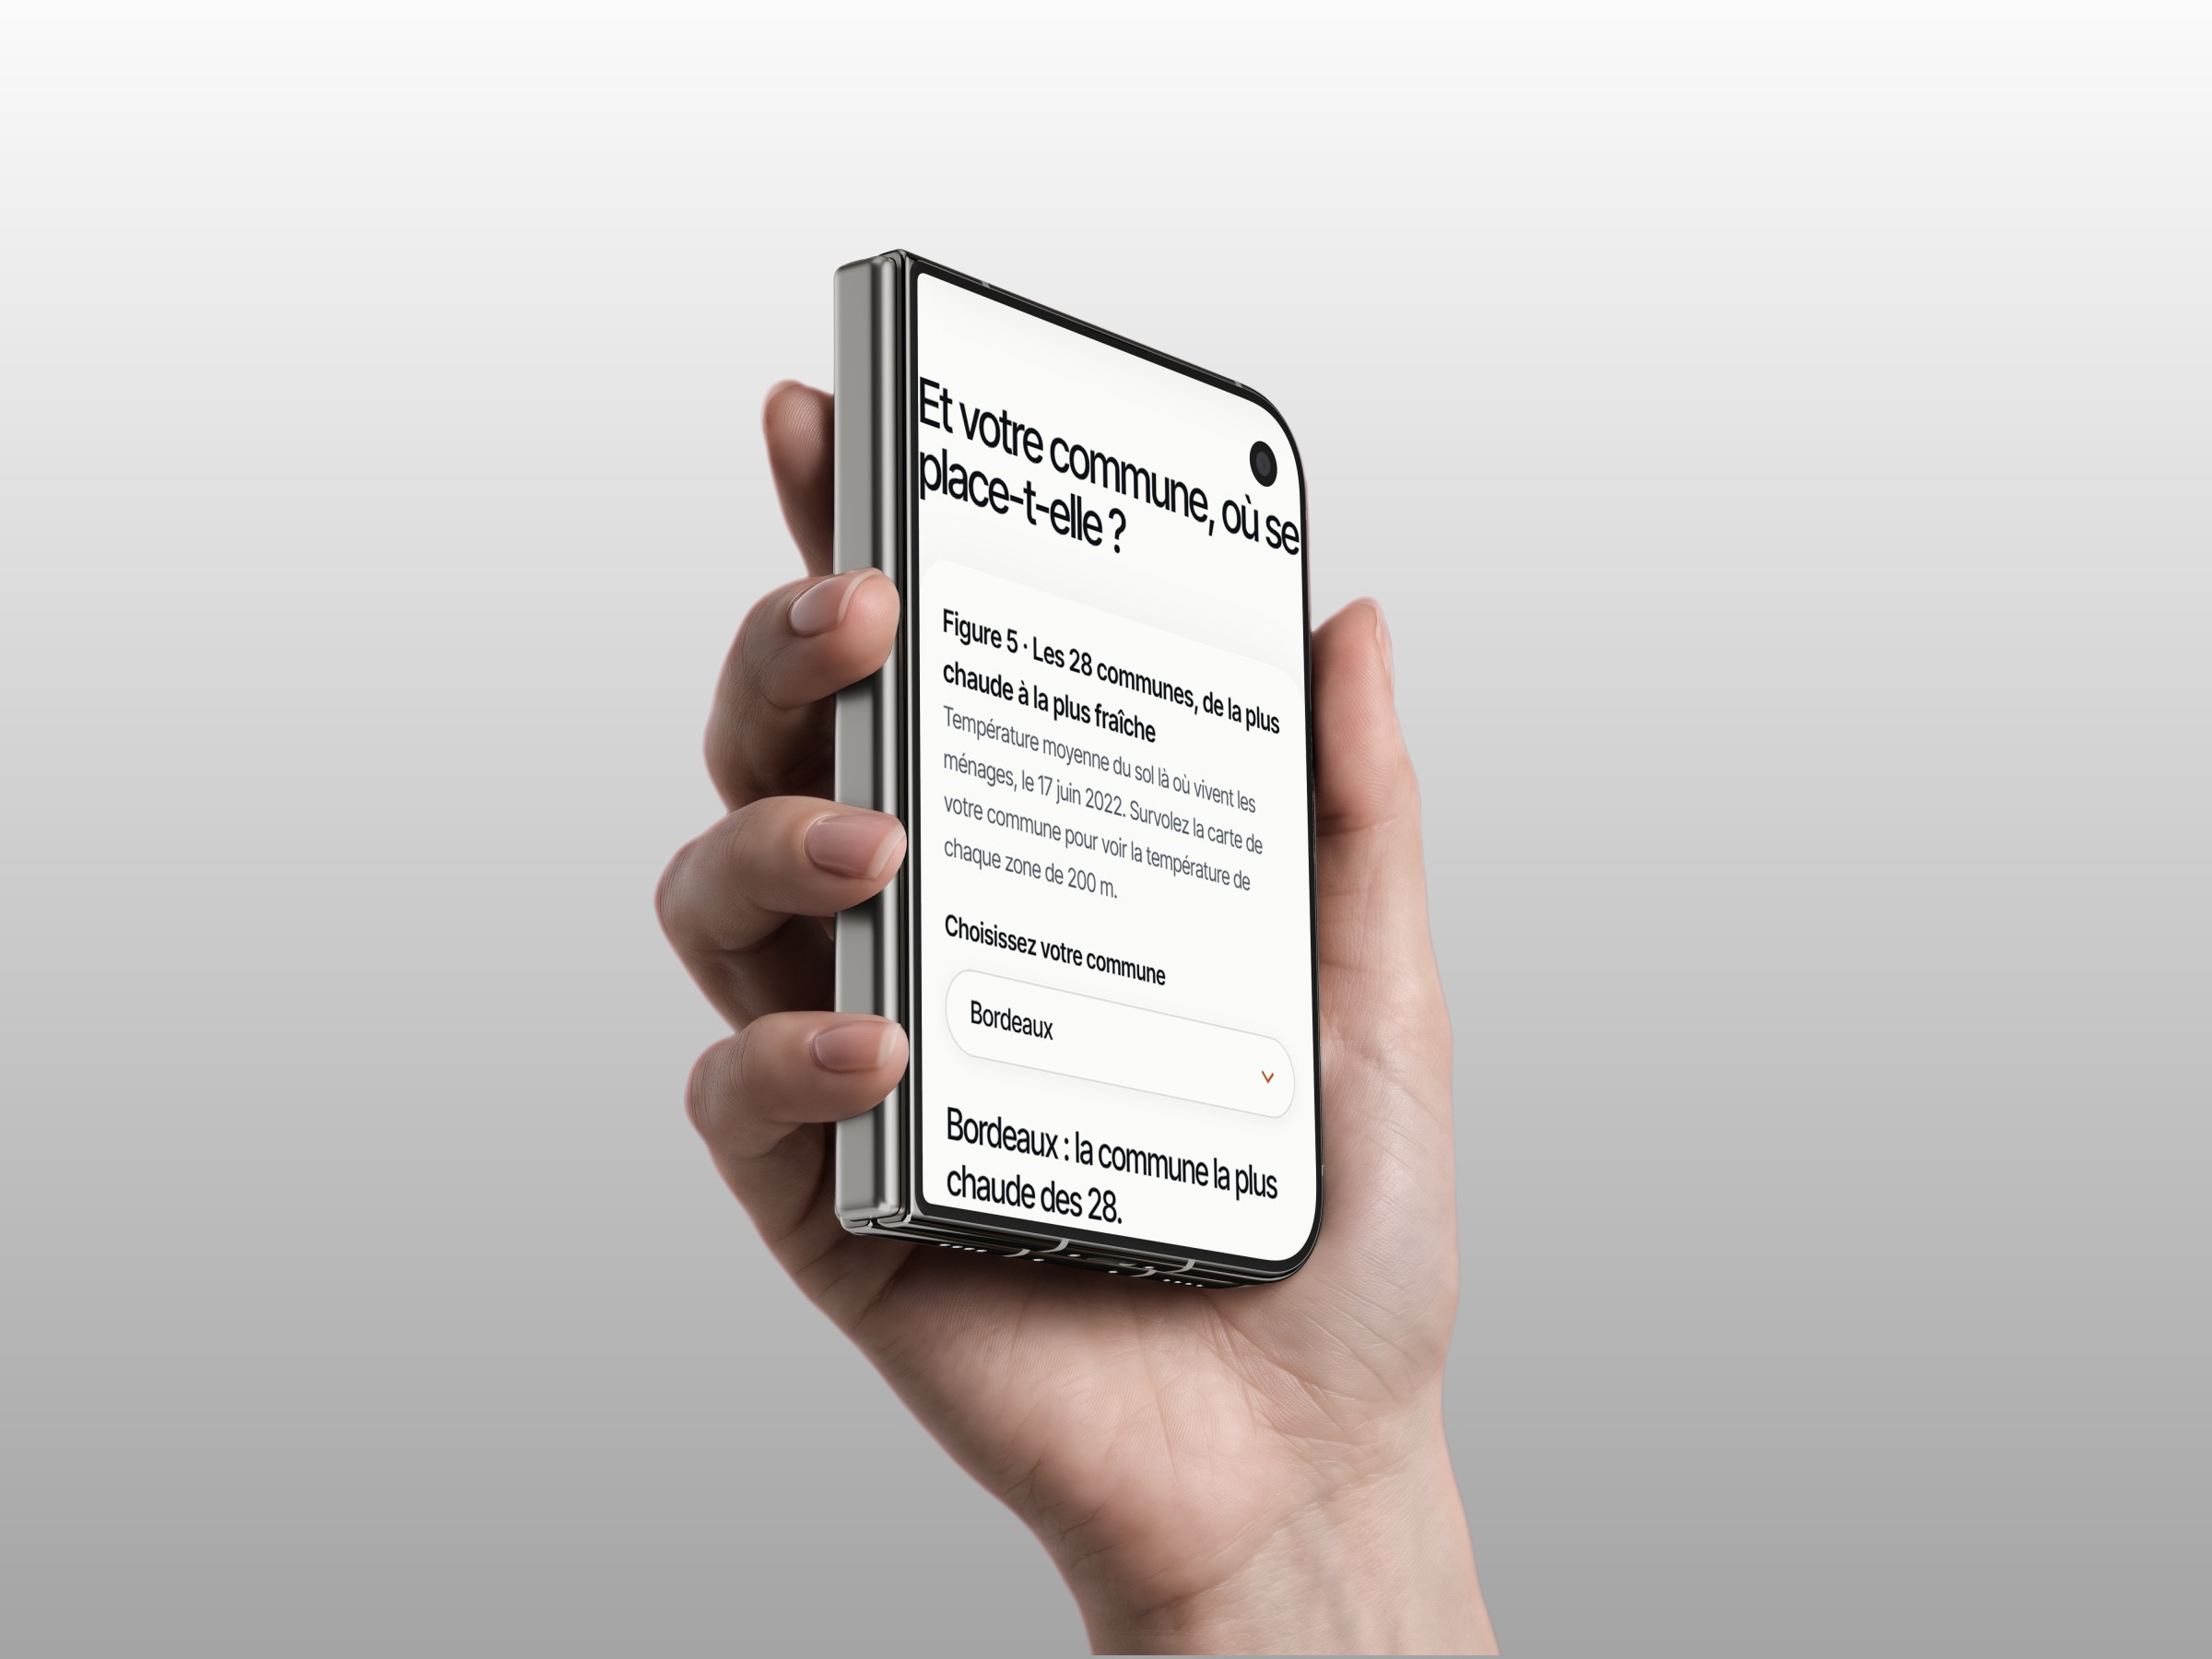 Et votre commune, où se
place-t-elle ?
Figure 5 · Les 28 communes, de la plus
chaude à la plus fraîche
Température moyenne du sol là où vivent les
ménages, le 17 juin 2022. Survolez la carte de
votre commune pour voir la température de
chaque zone de 200 m.
Choisissez votre commune
Bordeaux
Bordeaux : la commune la plus
chaude des 28.